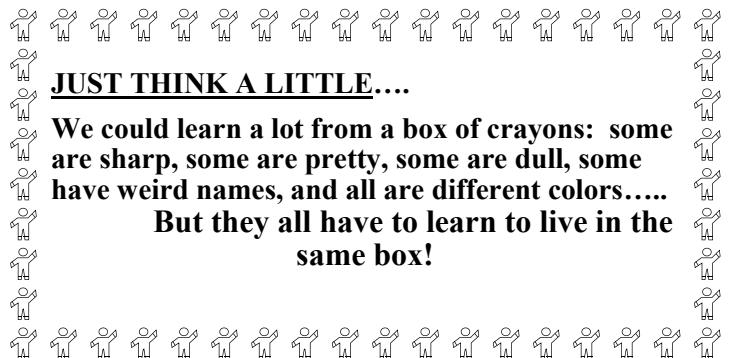 JUST THINK A LITTLE….
We could learn a lot from a box of crayons:  some
are sharp, some are pretty, some are dull, some
have weird names, and all are different colors…..
But they all have to learn to live in the
same box!